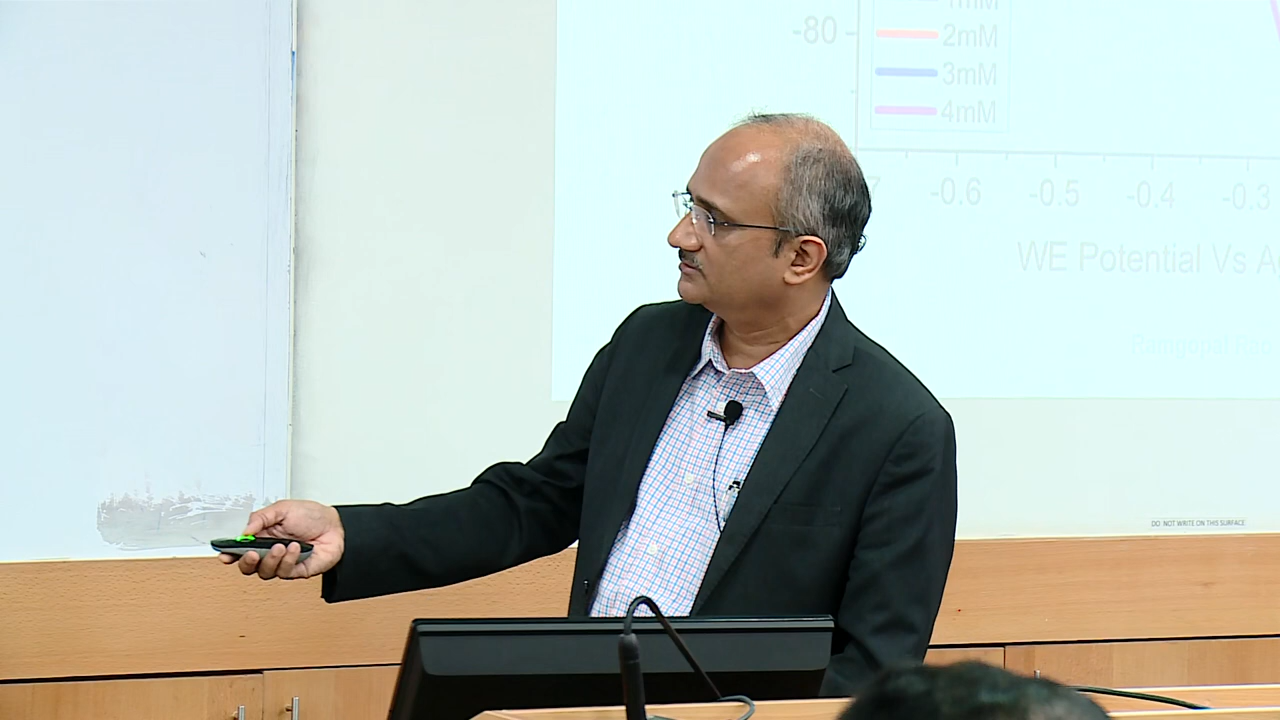 1mM
-80
2mM
3mM
4mM
-0.6 -0.5 -0.4 -0.3
WE Potential Vs
DO NOT WRITE ON THIS SURFACE